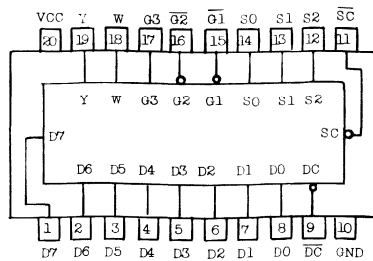 VCC Y W G3 G2 G1 S0 S1 S2 SC
20 19 18 17 16 15 14 13 12 11
Y W G3 G2 G1 S0 S1 S2
D7 SC
D6 D5 D4 D3 D2 D1 D0 DC
1 2 3 4 5 6 7 8 9 10
D7 D6 D5 D4 D3 D2 D1 D0 DC GND